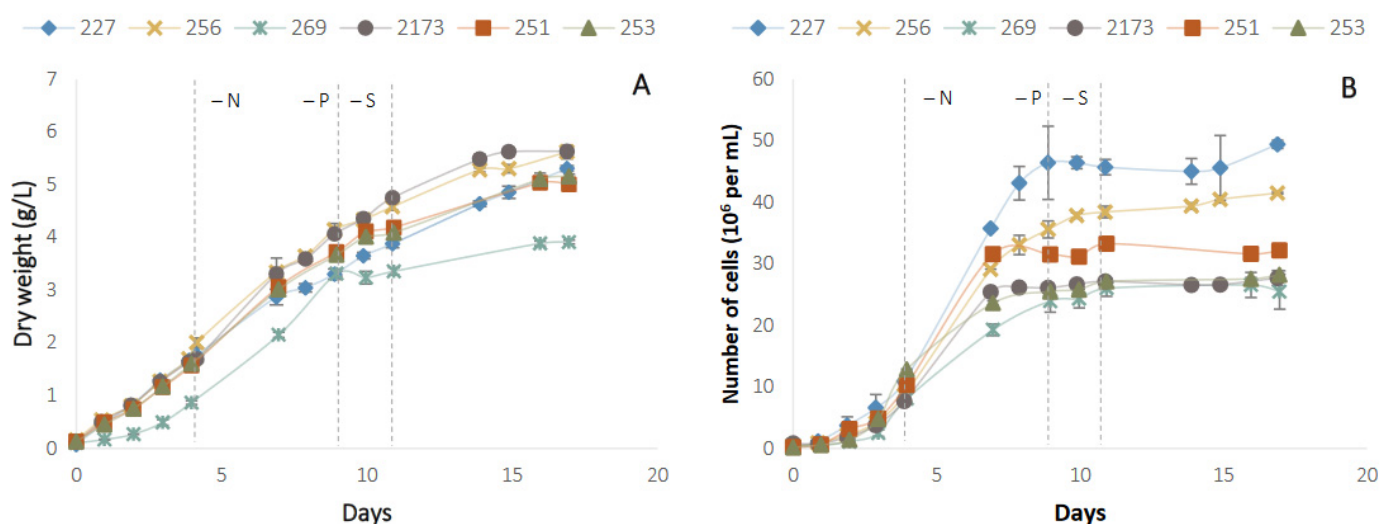 227 256 269 2173 251 253
A
– N – P – S
7
6
5
4
3
2
1
0
0 5 10 15 20
Dry weight (g/L)
Days
227 256 269 2173 251 253
B
– N – P – S
60
50
40
30
20
10
0
0 5 10 15 20
Number of cells (10⁶ per mL)
Days